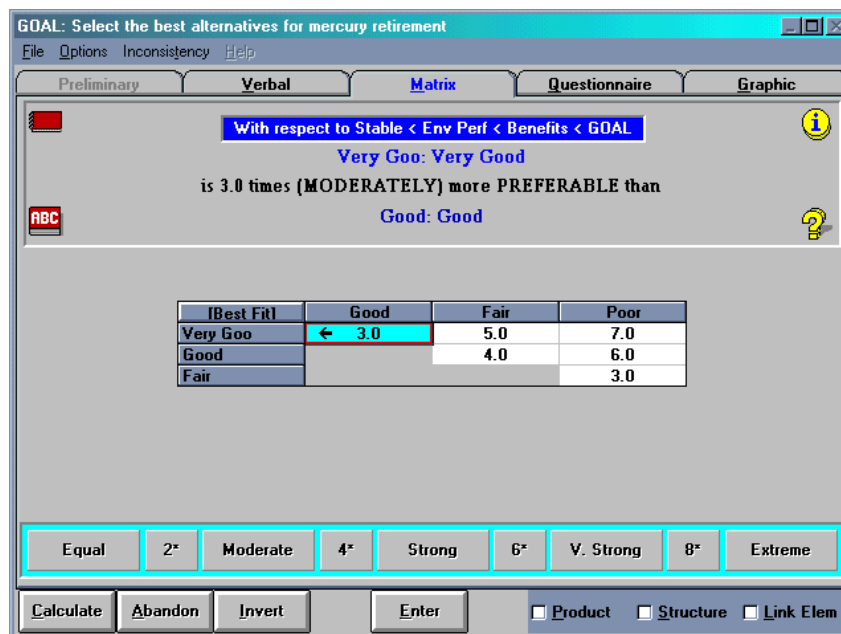 GOAL: Select the best alternatives for mercury retirement
File Options Inconsistency Help
Preliminary Verbal Matrix Questionnaire Graphic
With respect to Stable < Env Perf < Benefits < GOAL
Very Goo: Very Good
is 3.0 times (MODERATELY) more PREFERABLE than
ABC Good: Good
[Best Fit] Good Fair Poor
Very Goo ← 3.0 5.0 7.0
Good 4.0 6.0
Fair 3.0
Equal 2* Moderate 4* Strong 6* V. Strong 8* Extreme
Calculate Abandon Invert Enter Product Structure Link Elem